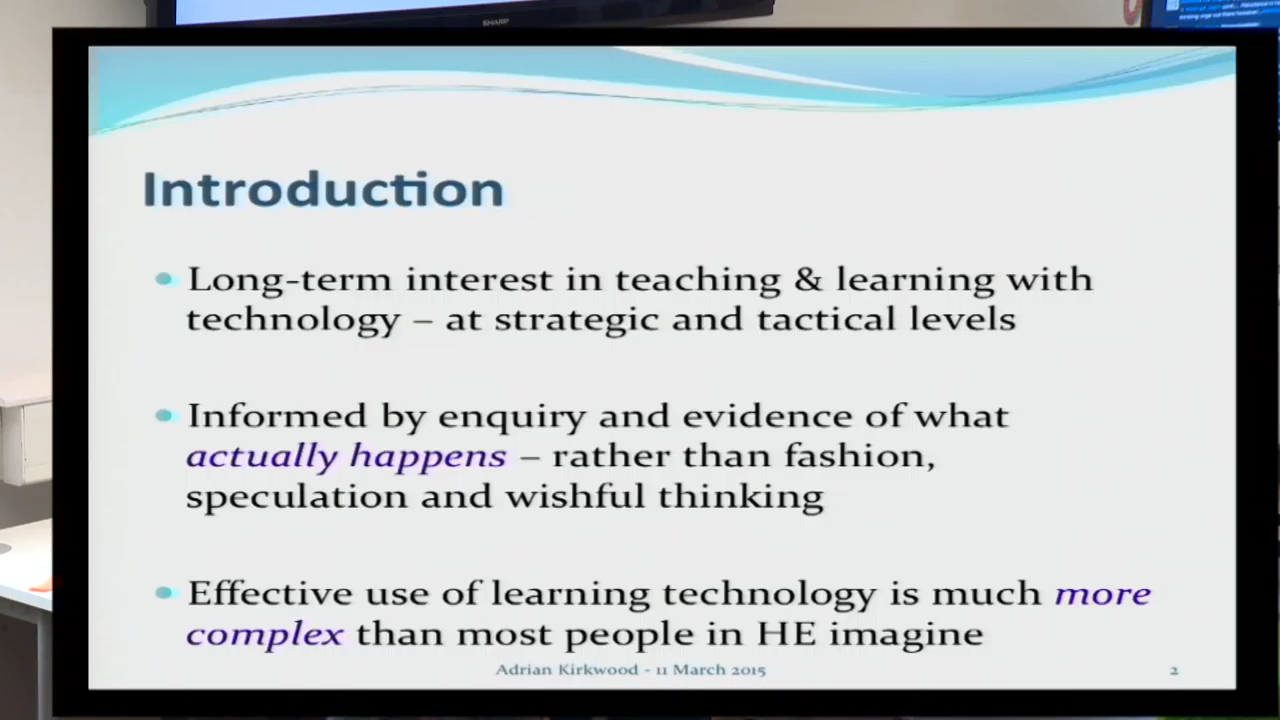 SHARP
Introduction
• Long-term interest in teaching & learning with
technology – at strategic and tactical levels
• Informed by enquiry and evidence of what
actually happens – rather than fashion,
speculation and wishful thinking
• Effective use of learning technology is much more
complex than most people in HE imagine
Adrian Kirkwood - 11 March 2015
2